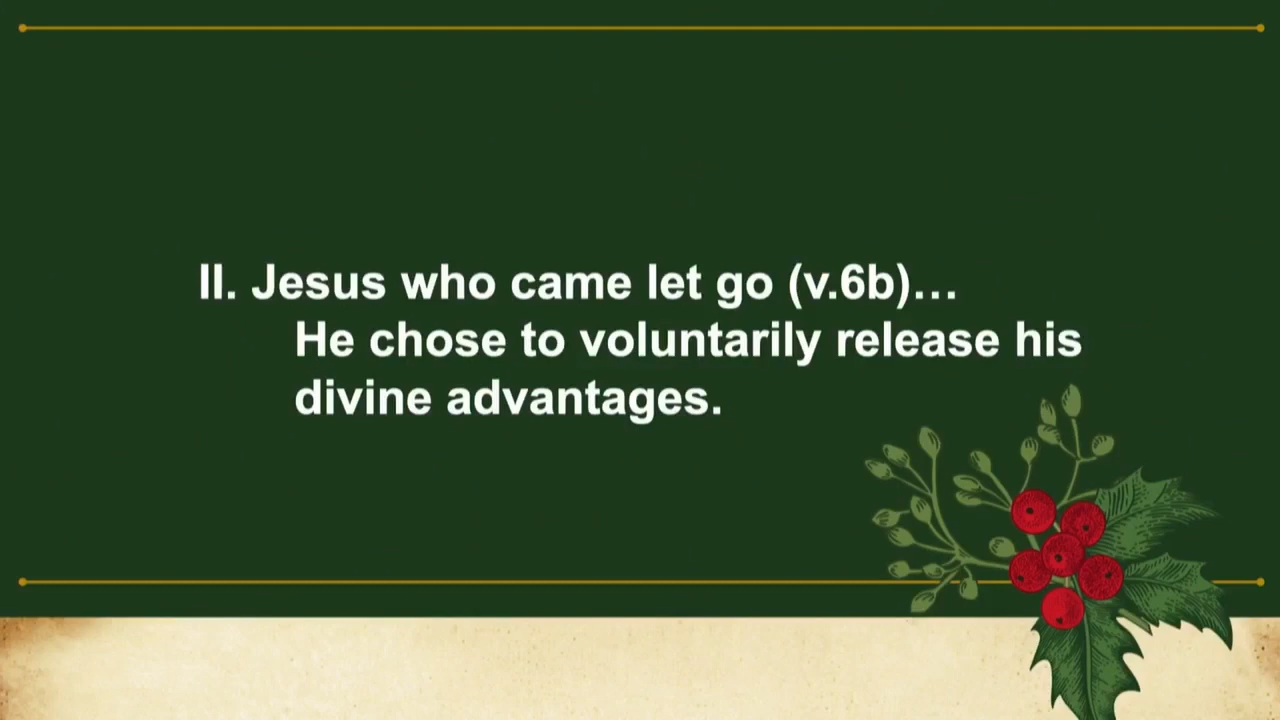 II. Jesus who came let go (v.6b)…
He chose to voluntarily release his
divine advantages.